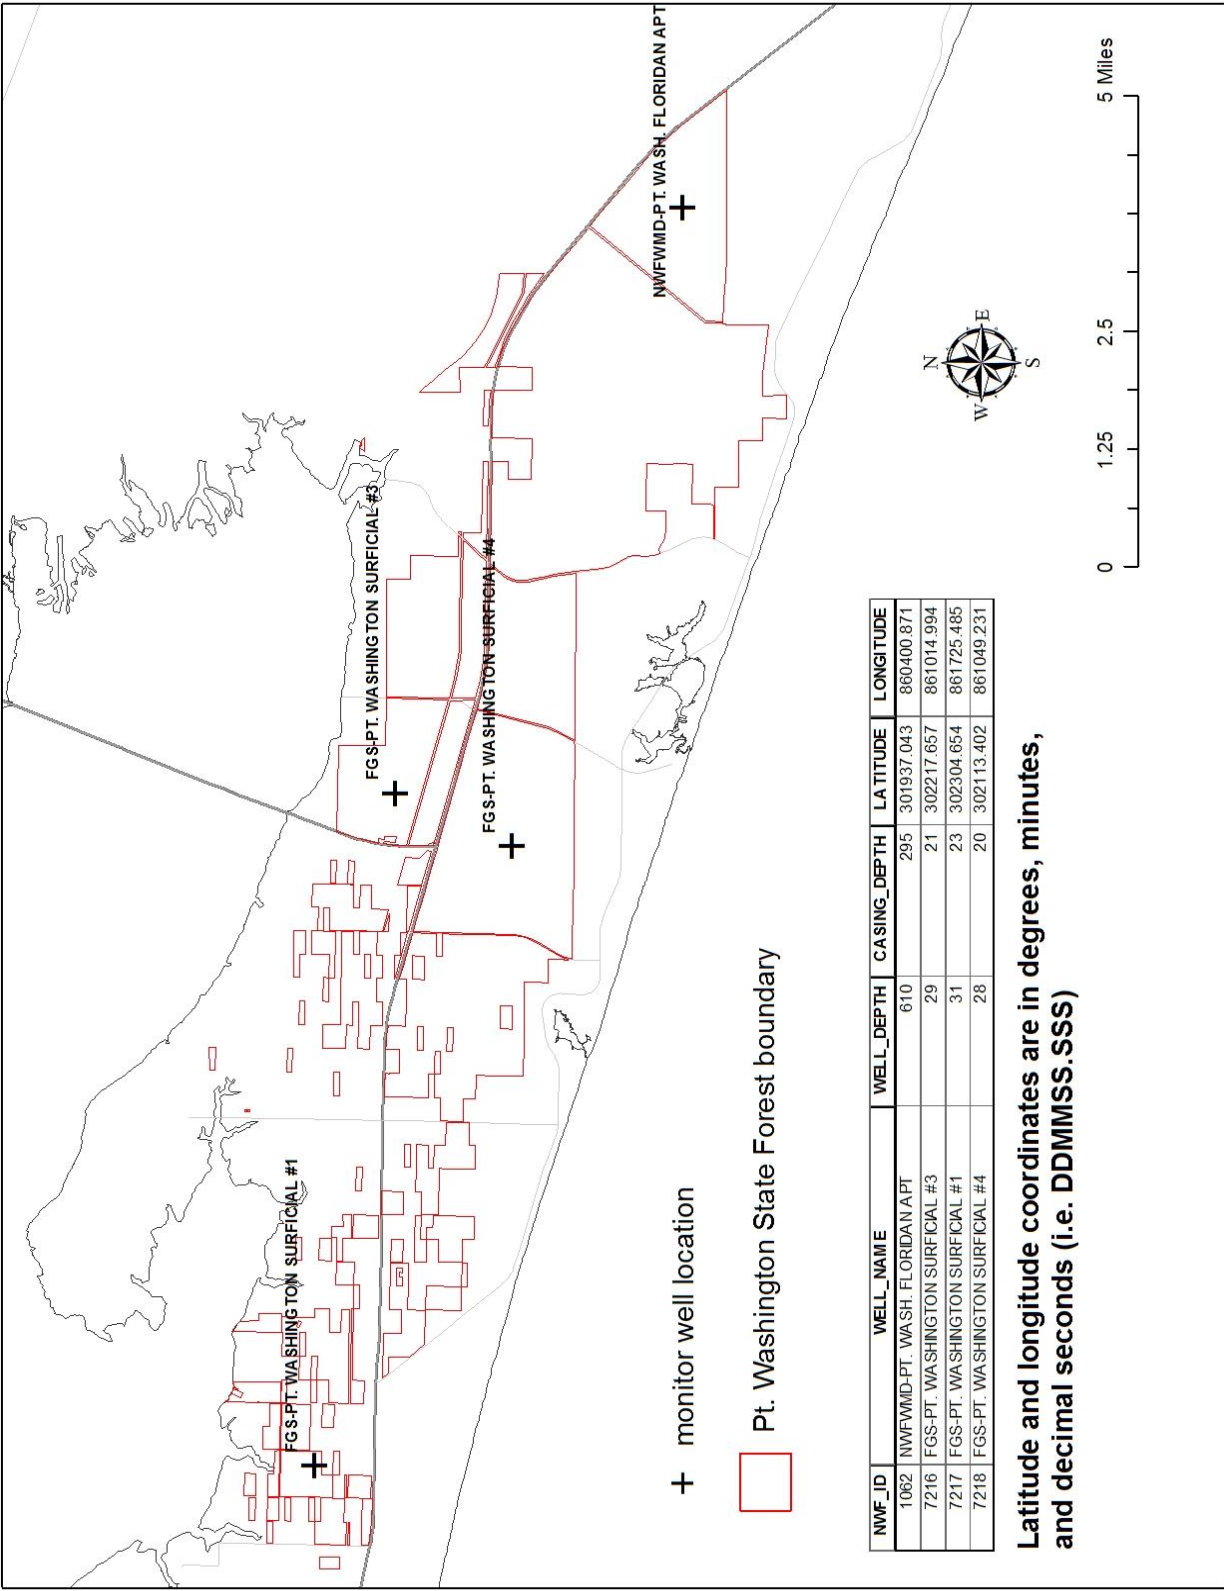 FGS-PT. WASHINGTON SURFICIAL #1
FGS-PT. WASHINGTON SURFICIAL #3
FGS-PT. WASHINGTON SURFICIAL #4
NWFWMD-PT. WASH. FLORIDAN APT
monitor well location
Pt. Washington State Forest boundary
N
W E
S
0 1.25 2.5 5 Miles
NWF_ID WELL_NAME WELL_DEPTH CASING_DEPTH LATITUDE LONGITUDE
1062 NWFWMD-PT. WASH. FLORIDAN APT 610 295 301937.043 860400.871
7216 FGS-PT. WASHINGTON SURFICIAL #3 29 21 302217.657 861014.994
7217 FGS-PT. WASHINGTON SURFICIAL #1 31 23 302304.654 861725.485
7218 FGS-PT. WASHINGTON SURFICIAL #4 28 20 302113.402 861049.231
Latitude and longitude coordinates are in degrees, minutes,
and decimal seconds (i.e. DDMMSS.SSS)